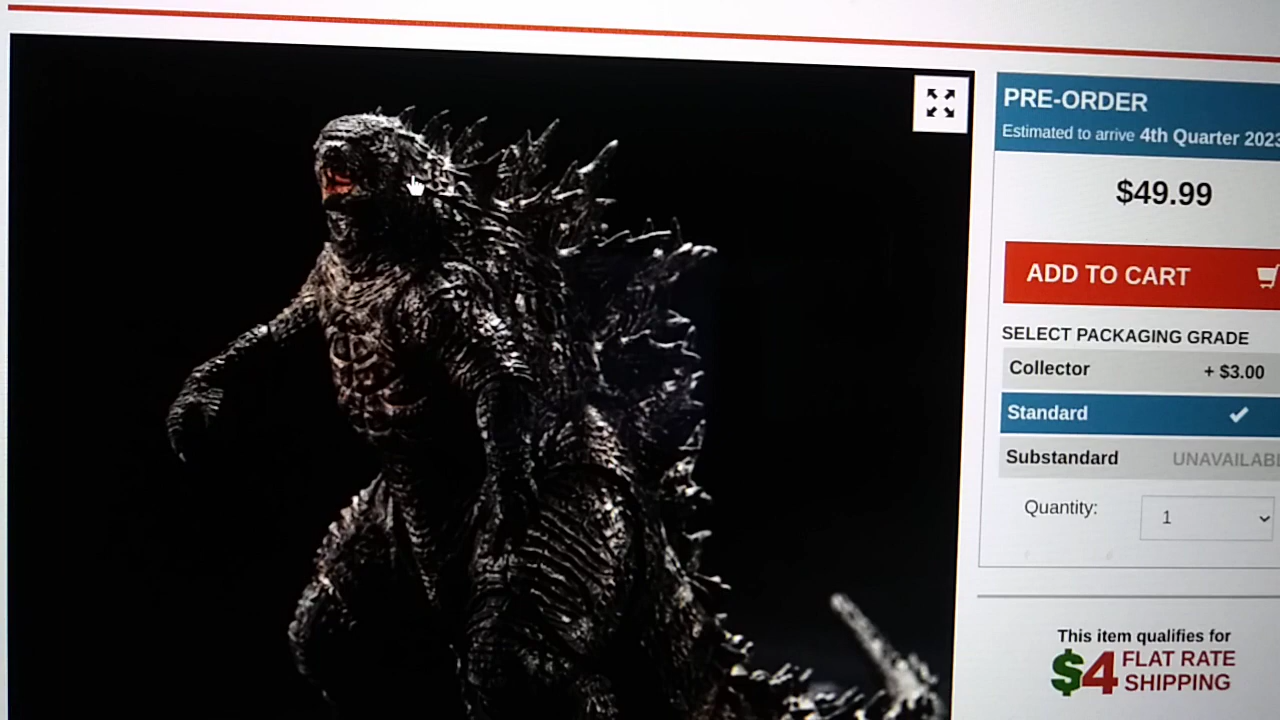 PRE-ORDER
Estimated to arrive 4th Quarter 2023
$49.99
ADD TO CART
SELECT PACKAGING GRADE
Collector + $3.00
Standard
Substandard UNAVAILABL
Quantity: 1
This item qualifies for
$4 FLAT RATE
SHIPPING